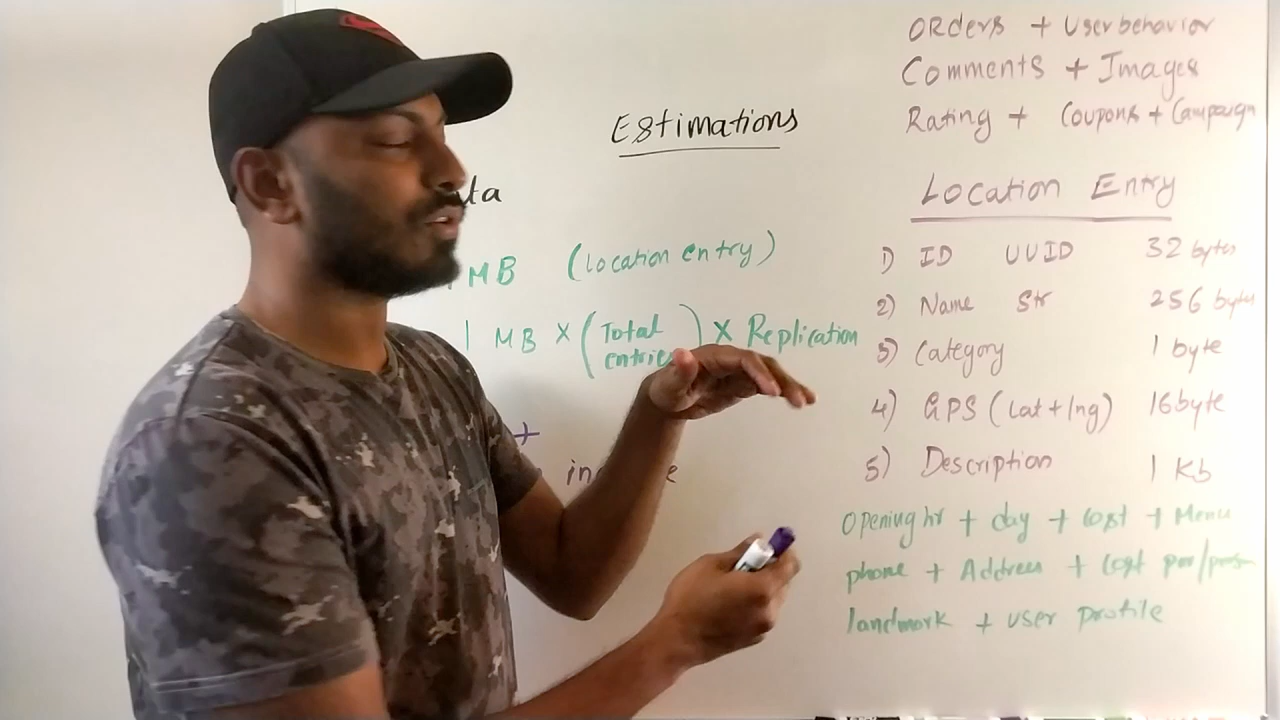 Estimations
ta
MB (location entry)
1 MB X (Total entries) X Replication
+
in
Orders + User behavior
Comments + Images
Rating + Coupons + Campaign
Location Entry
1) ID UUID 32 bytes
2) Name Str 256 bytes
3) Category 1 byte
4) GPS (Lat + lng) 16 byte
5) Description 1 Kb
Opening hr + day + cost + Menu
phone + Address + Cost per/person
landmark + user profile